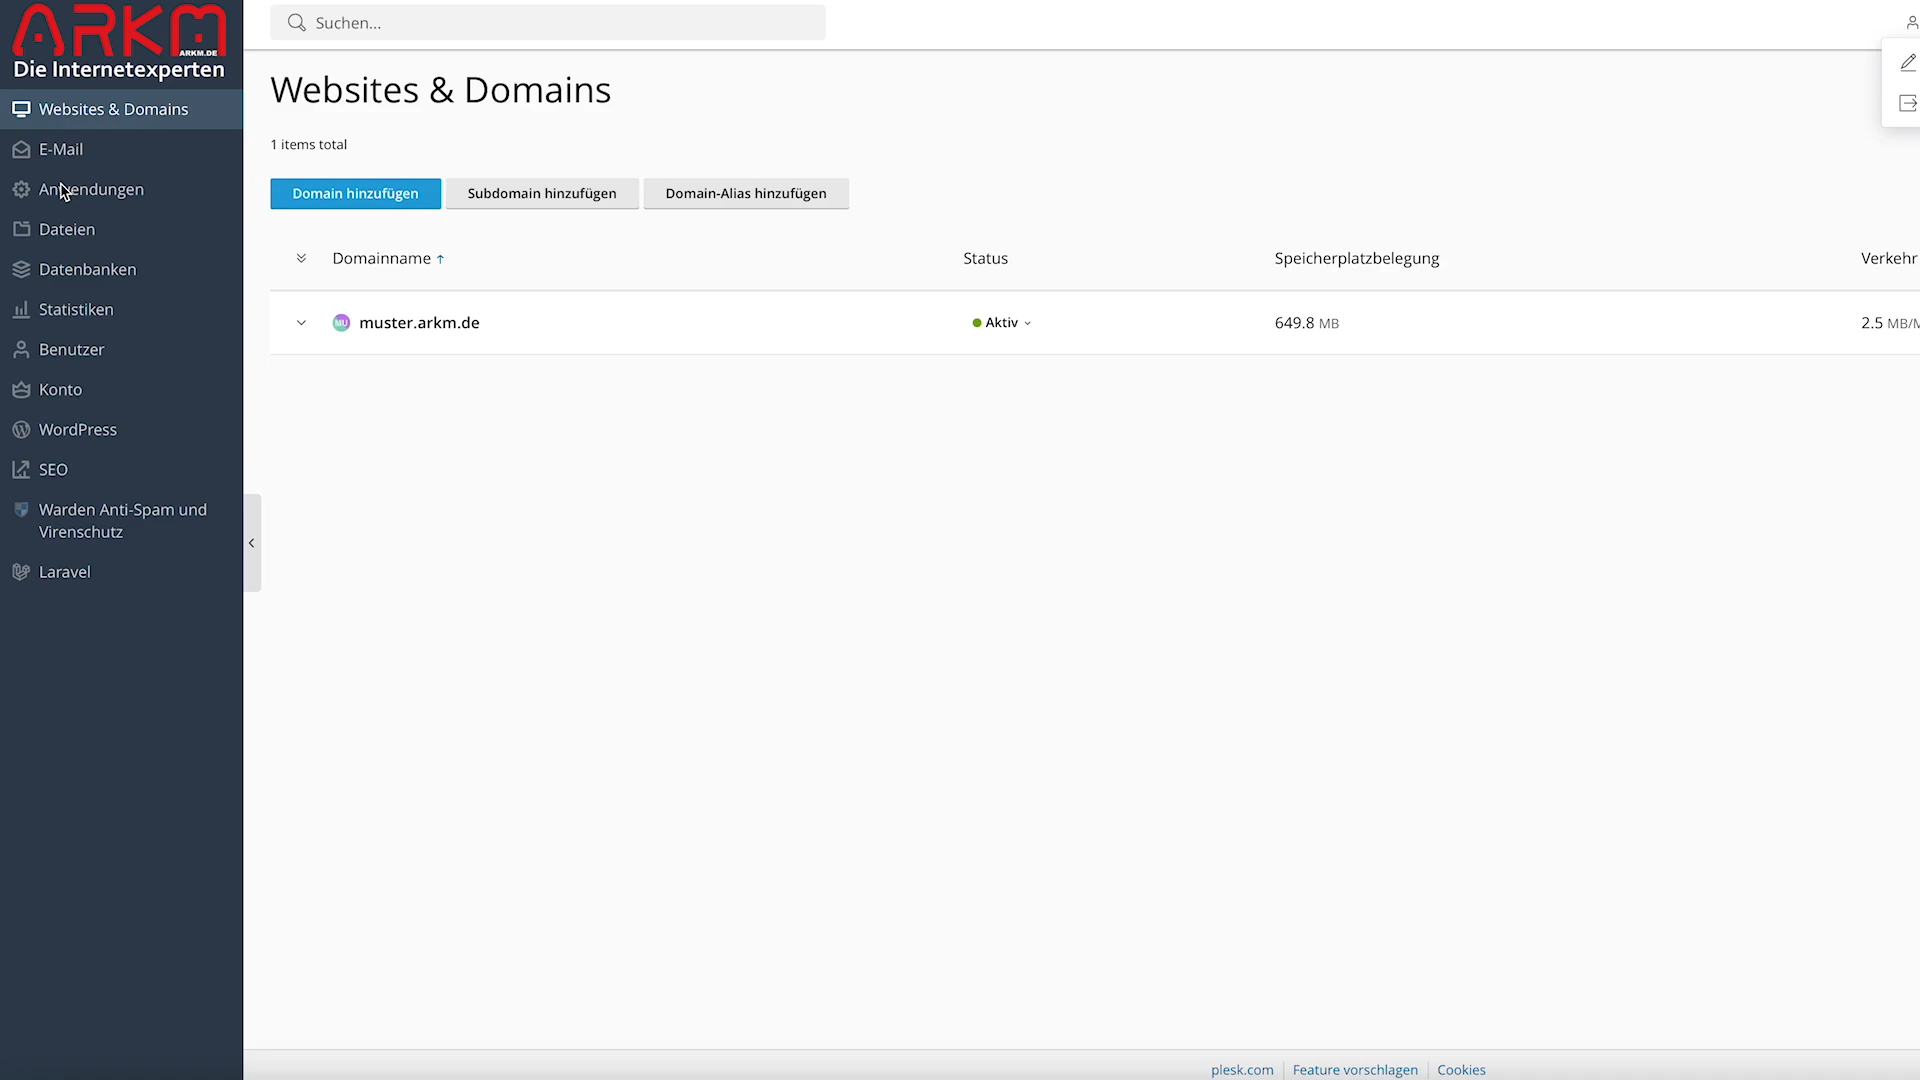 ARKM
ARKM.DE
Die Internetexperten
Websites & Domains
E-Mail
Anwendungen
Dateien
Datenbanken
Statistiken
Benutzer
Konto
WordPress
SEO
Warden Anti-Spam und
Virenschutz
Laravel
Suchen...
Websites & Domains
1 items total
Domain hinzufügen Subdomain hinzufügen Domain-Alias hinzufügen
Domainname ↑ Status Speicherplatzbelegung Verkehr
MU muster.arkm.de Aktiv 649.8 MB 2.5 MB/M
plesk.com Feature vorschlagen Cookies